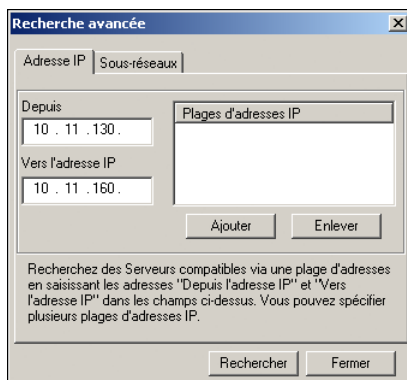 Recherche avancée
Adresse IP
Sous-réseaux
Depuis
10 . 11 . 130 .
Plages d'adresses IP
Vers l'adresse IP
10 . 11 . 160 .
Ajouter
Enlever
Recherchez des Serveurs compatibles via une plage d'adresses
en saisissant les adresses "Depuis l'adresse IP" et "Vers
l'adresse IP" dans les champs ci-dessus. Vous pouvez spécifier
plusieurs plages d'adresses IP.
Rechercher
Fermer